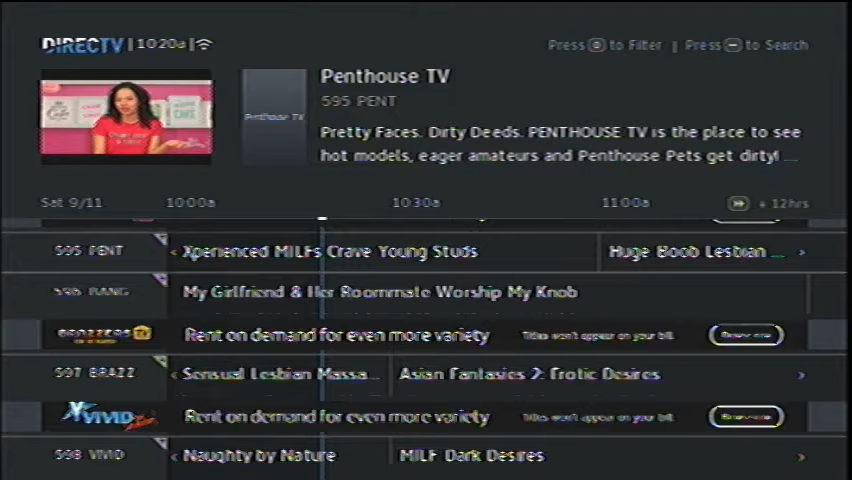 DIRECTV | 10:20a |
Press to Filter | Press to Search
Penthouse TV
595 PENT
Penthouse TV
Pretty Faces. Dirty Deeds. PENTHOUSE TV is the place to see
hot models, eager amateurs and Penthouse Pets get dirty! ...
Sat 9/11 10:00a 10:30a 11:00a + 12hrs
595 PENT Xperienced MILFs Crave Young Studs Huge Boob Lesbian ...
My Girlfriend & Her Roommate Worship My Knob
BRAZZERS TV Rent on demand for even more variety Titles won't appear on your bill.
597 BRAZZ Sensual Lesbian Massa... Asian Fantasies 2: Erotic Desires
VIVID Rent on demand for even more variety Titles won't appear on your bill.
598 VIVID Naughty by Nature MILF Dark Desires